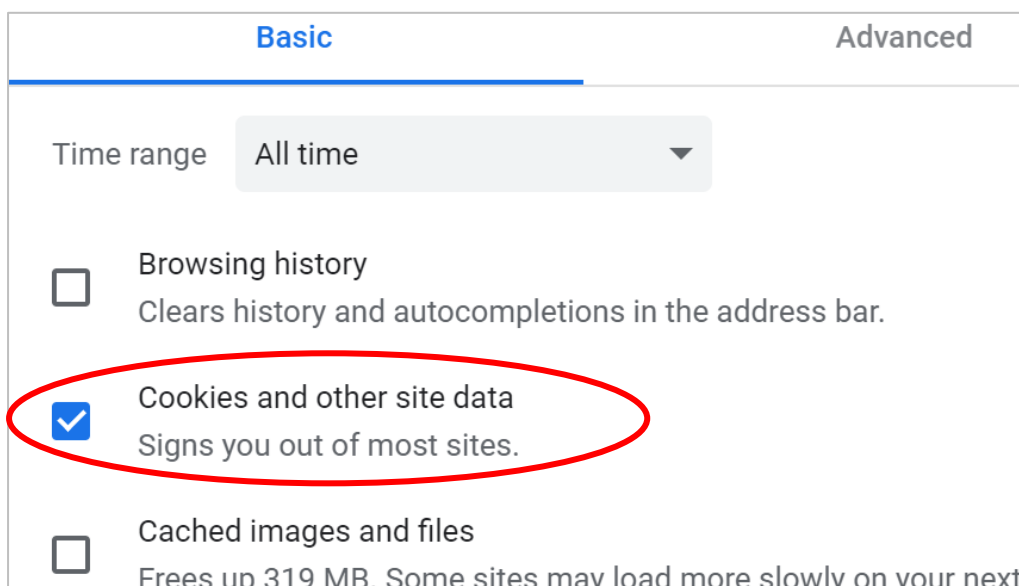 Basic Advanced
Time range All time
Browsing history
Clears history and autocompletions in the address bar.
Cookies and other site data
Signs you out of most sites.
Cached images and files
Frees up 319 MB. Some sites may load more slowly on your next